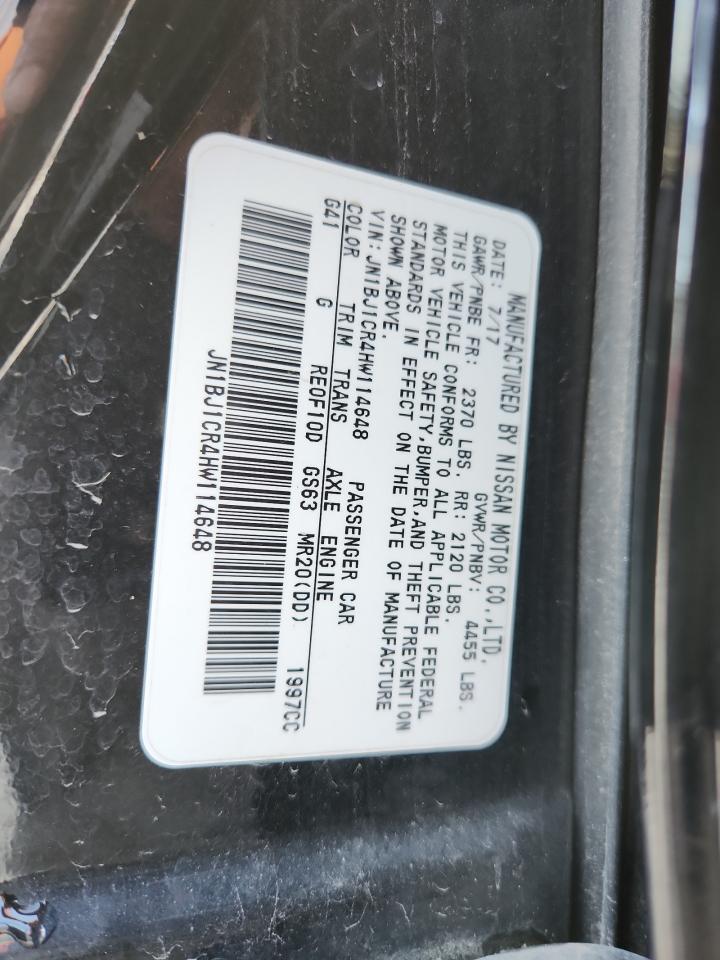 MANUFACTURED BY NISSAN MOTOR CO.,LTD.
DATE: 7/17 GVWR/PNBV: 4455 LBS.
GAWR/PNBE FR: 2370 LBS. RR: 2120 LBS.
THIS VEHICLE CONFORMS TO ALL APPLICABLE FEDERAL
MOTOR VEHICLE SAFETY,BUMPER,AND THEFT PREVENTION
STANDARDS IN EFFECT ON THE DATE OF MANUFACTURE
SHOWN ABOVE.
VIN:JN1BJ1CR4HW114648 PASSENGER CAR
COLOR TRIM TRANS AXLE ENGINE
G41 G RE0F10D GS63 MR20(DD) 1997CC
JN1BJ1CR4HW114648